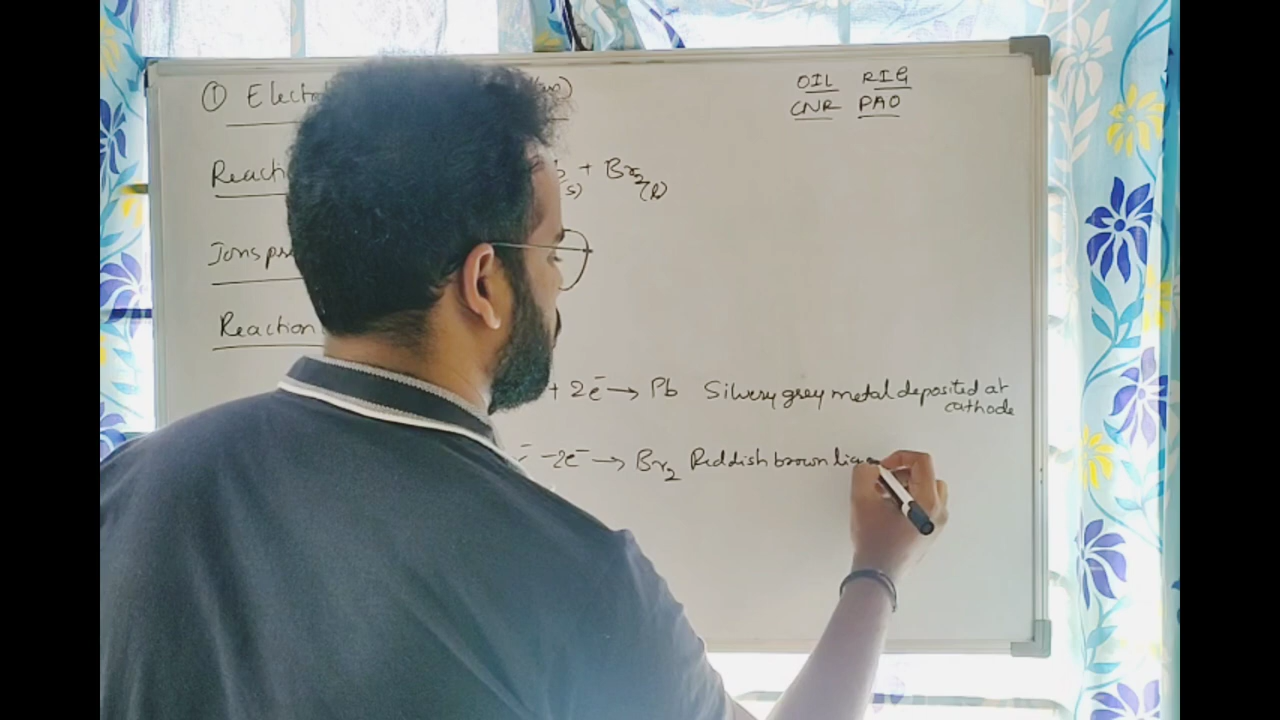 ① Elect
OIL RIG
CNR PAO
Reacti + Br₂(l)
(s)
Ions pr
Reaction
+ 2e⁻ → Pb Silvery grey metal deposited at
cathode
- -2e⁻ → Br₂ Reddish brown liq